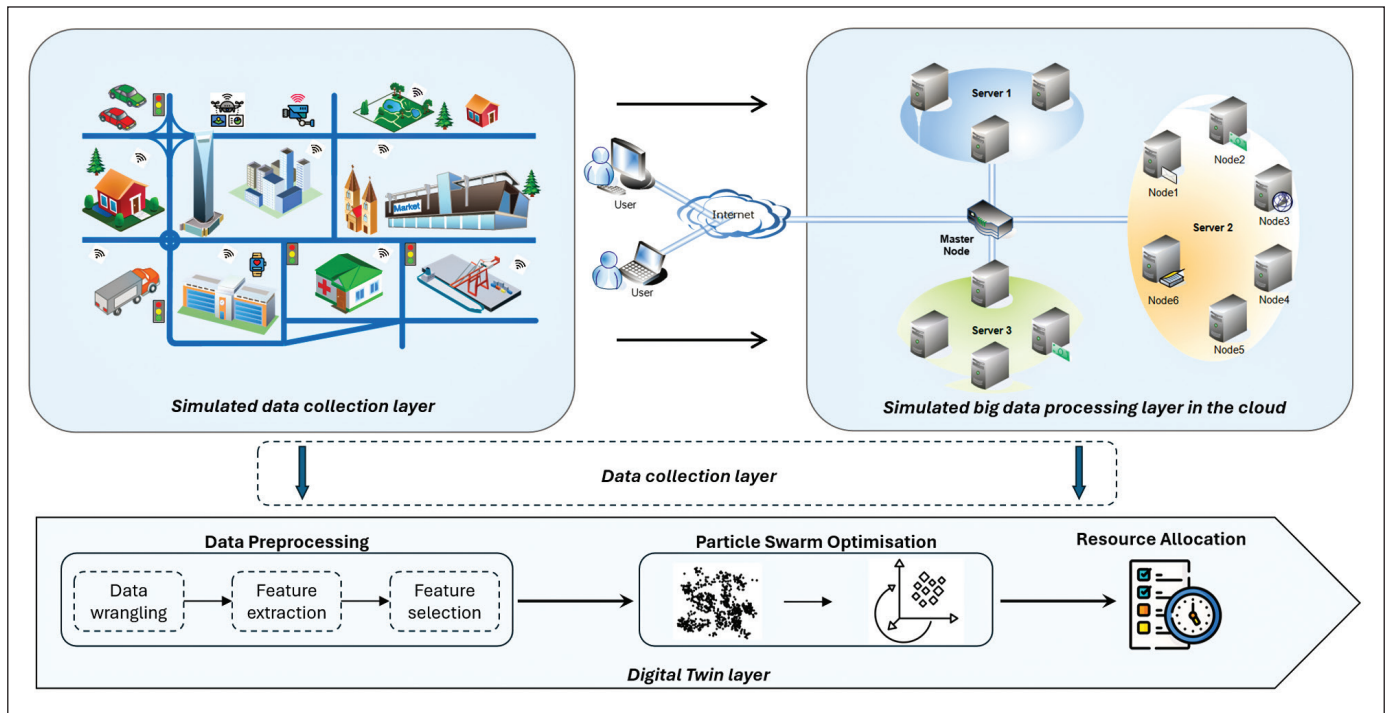 Market
Simulated data collection layer
User
User
Internet
Server 1
Master
Node
Server 2
Node1
Node2
Node3
Node4
Node5
Node6
Server 3
Simulated big data processing layer in the cloud
Data collection layer
Data Preprocessing
Data
wrangling
Feature
extraction
Feature
selection
Particle Swarm Optimisation
Resource Allocation
Digital Twin layer